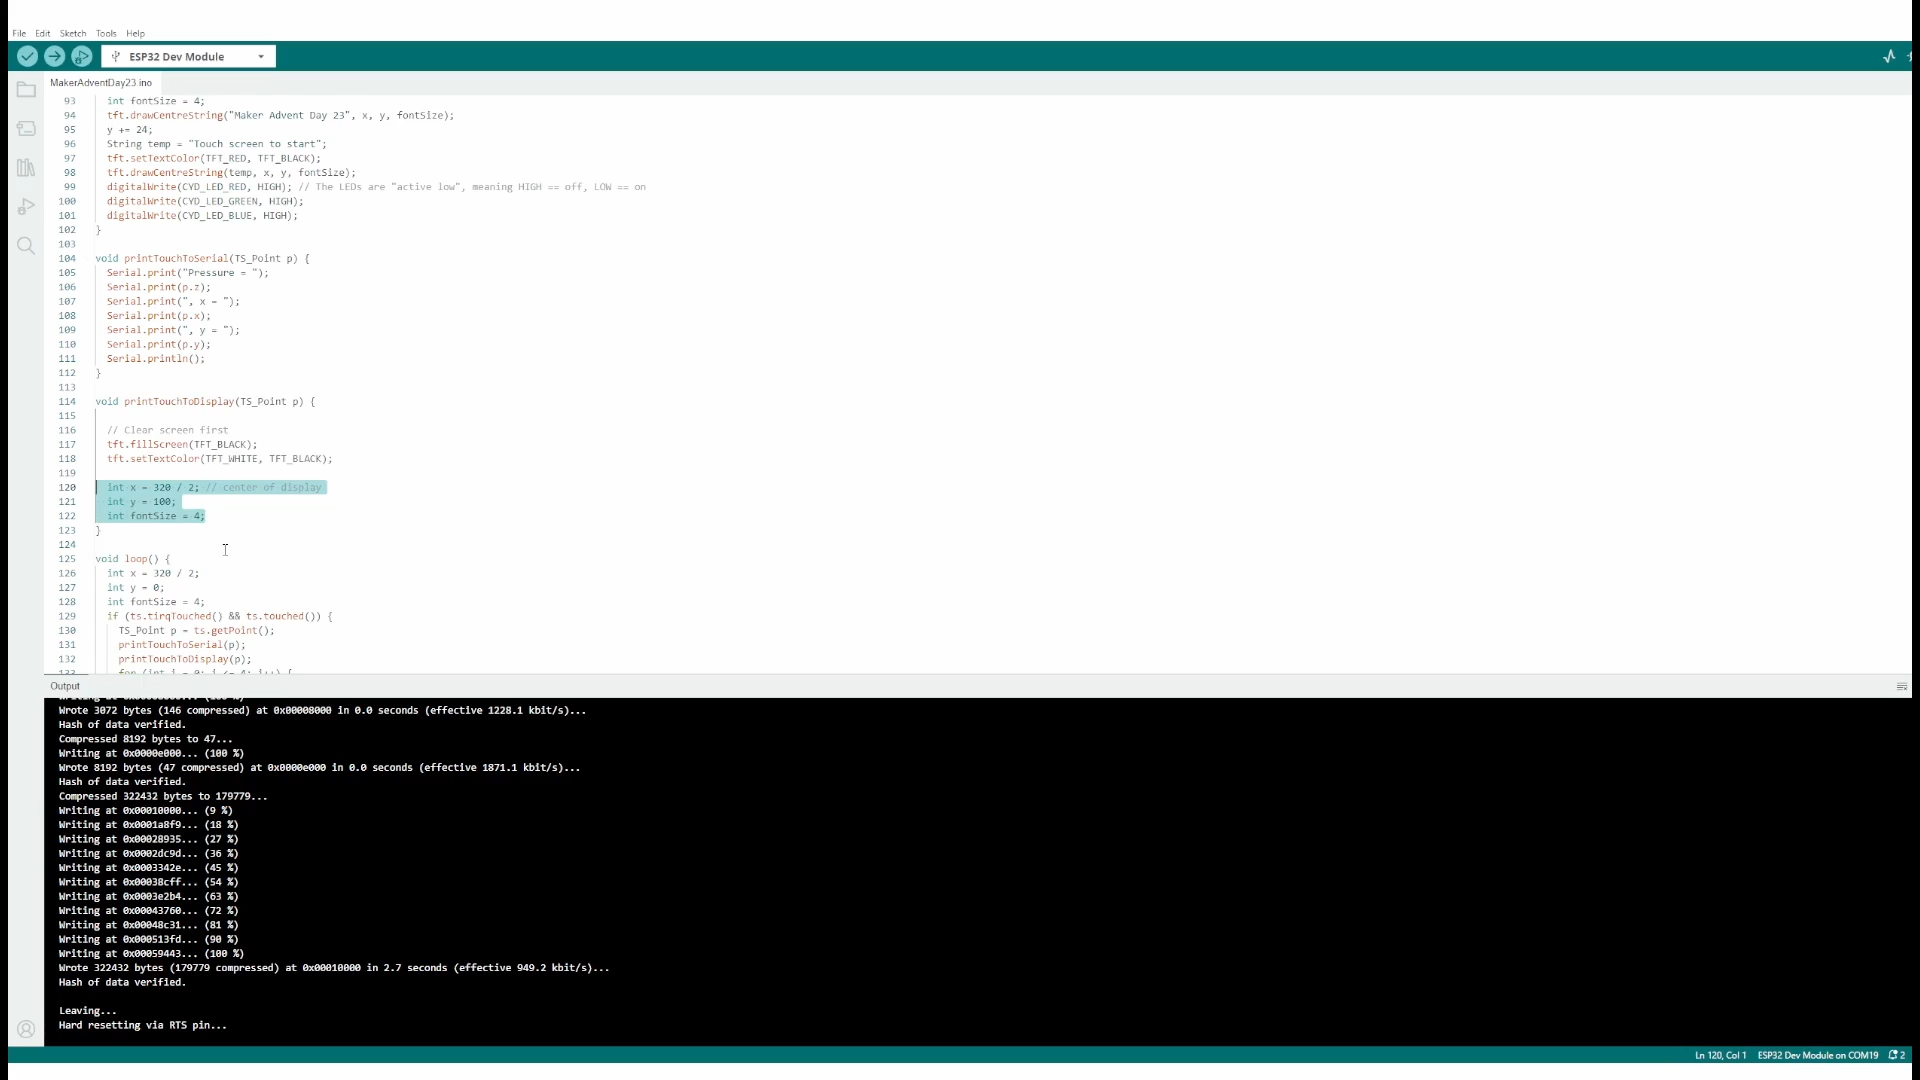 File Edit Sketch Tools Help
ESP32 Dev Module
MakerAdventDay23.ino
93 int fontSize = 4;
94 tft.drawCentreString("Maker Advent Day 23", x, y, fontSize);
95 y += 24;
96 String temp = "Touch screen to start";
97 tft.setTextColor(TFT_RED, TFT_BLACK);
98 tft.drawCentreString(temp, x, y, fontSize);
99 digitalWrite(CYD_LED_RED, HIGH); // The LEDs are "active low", meaning HIGH == off, LOW == on
100 digitalWrite(CYD_LED_GREEN, HIGH);
101 digitalWrite(CYD_LED_BLUE, HIGH);
102 }
103
104 void printTouchToSerial(TS_Point p) {
105 Serial.print("Pressure = ");
106 Serial.print(p.z);
107 Serial.print(", x = ");
108 Serial.print(p.x);
109 Serial.print(", y = ");
110 Serial.print(p.y);
111 Serial.println();
112 }
113
114 void printTouchToDisplay(TS_Point p) {
115
116 // Clear screen first
117 tft.fillScreen(TFT_BLACK);
118 tft.setTextColor(TFT_WHITE, TFT_BLACK);
119
120 int x = 320 / 2; // center of display
121 int y = 100;
122 int fontSize = 4;
123 }
124
125 void loop() {
126 int x = 320 / 2;
127 int y = 0;
128 int fontSize = 4;
129 if (ts.tirqTouched() && ts.touched()) {
130 TS_Point p = ts.getPoint();
131 printTouchToSerial(p);
132 printTouchToDisplay(p);
133 for (int i = 0; i <= 4; i++) {
Output
Wrote 3072 bytes (146 compressed) at 0x00008000 in 0.0 seconds (effective 1228.1 kbit/s)...
Hash of data verified.
Compressed 8192 bytes to 47...
Writing at 0x0000e000... (100 %)
Wrote 8192 bytes (47 compressed) at 0x0000e000 in 0.0 seconds (effective 1871.1 kbit/s)...
Hash of data verified.
Compressed 322432 bytes to 179779...
Writing at 0x00010000... (9 %)
Writing at 0x0001a8f9... (18 %)
Writing at 0x00028935... (27 %)
Writing at 0x0002dc9d... (36 %)
Writing at 0x0003342e... (45 %)
Writing at 0x00038cff... (54 %)
Writing at 0x0003e2b4... (63 %)
Writing at 0x00043760... (72 %)
Writing at 0x00048c31... (81 %)
Writing at 0x000513fd... (90 %)
Writing at 0x00059443... (100 %)
Wrote 322432 bytes (179779 compressed) at 0x00010000 in 2.7 seconds (effective 949.2 kbit/s)...
Hash of data verified.
Leaving...
Hard resetting via RTS pin...
Ln 120, Col 1 ESP32 Dev Module on COM19 2